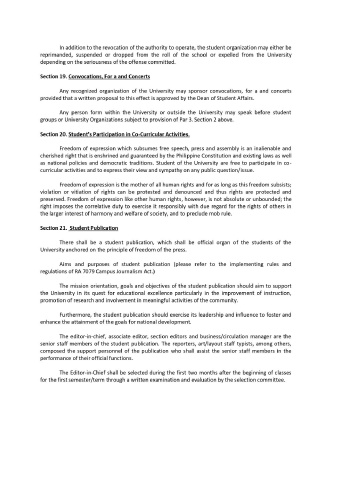 In addition to the revocation of the authority to operate, the student organization may either be
reprimanded, suspended or dropped from the roll of the school or expelled from the University
depending on the seriousness of the offense committed.
Section 19. Convocations, For a and Concerts
Any recognized organization of the University may sponsor convocations, for a and concerts
provided that a written proposal to this effect is approved by the Dean of Student Affairs.
Any person form within the University or outside the University may speak before student
groups or University Organizations subject to provision of Par 3. Section 2 above.
Section 20. Student's Participation in Co-Curricular Activities.
Freedom of expression which subsumes free speech, press and assembly is an inalienable and
cherished right that is enshrined and guaranteed by the Philippine Constitution and existing laws as well
as national policies and democratic traditions. Student of the University are free to participate in co-
curricular activities and to express their view and sympathy on any public question/issue.
Freedom of expression is the mother of all human rights and for as long as this freedom subsists;
violation or vitiation of rights can be protested and denounced and thus rights are protected and
preserved. Freedom of expression like other human rights, however, is not absolute or unbounded; the
right imposes the correlative duty to exercise it responsibly with due regard for the rights of others in
the larger interest of harmony and welfare of society, and to preclude mob rule.
Section 21. Student Publication
There shall be a student publication, which shall be official organ of the students of the
University anchored on the principle of freedom of the press.
Aims and purposes of student publication (please refer to the implementing rules and
regulations of RA 7079 Campus Journalism Act.)
The mission orientation, goals and objectives of the student publication should aim to support
the University in its quest for educational excellence particularly in the improvement of instruction,
promotion of research and involvement in meaningful activities of the community.
Furthermore, the student publication should exercise its leadership and influence to foster and
enhance the attainment of the goals for national development.
The editor-in-chief, associate editor, section editors and business/circulation manager are the
senior staff members of the student publication. The reporters, art/layout staff typists, among others,
composed the support personnel of the publication who shall assist the senior staff members in the
performance of their official functions.
The Editor-in-Chief shall be selected during the first two months after the beginning of classes
for the first semester/term through a written examination and evaluation by the selection committee.